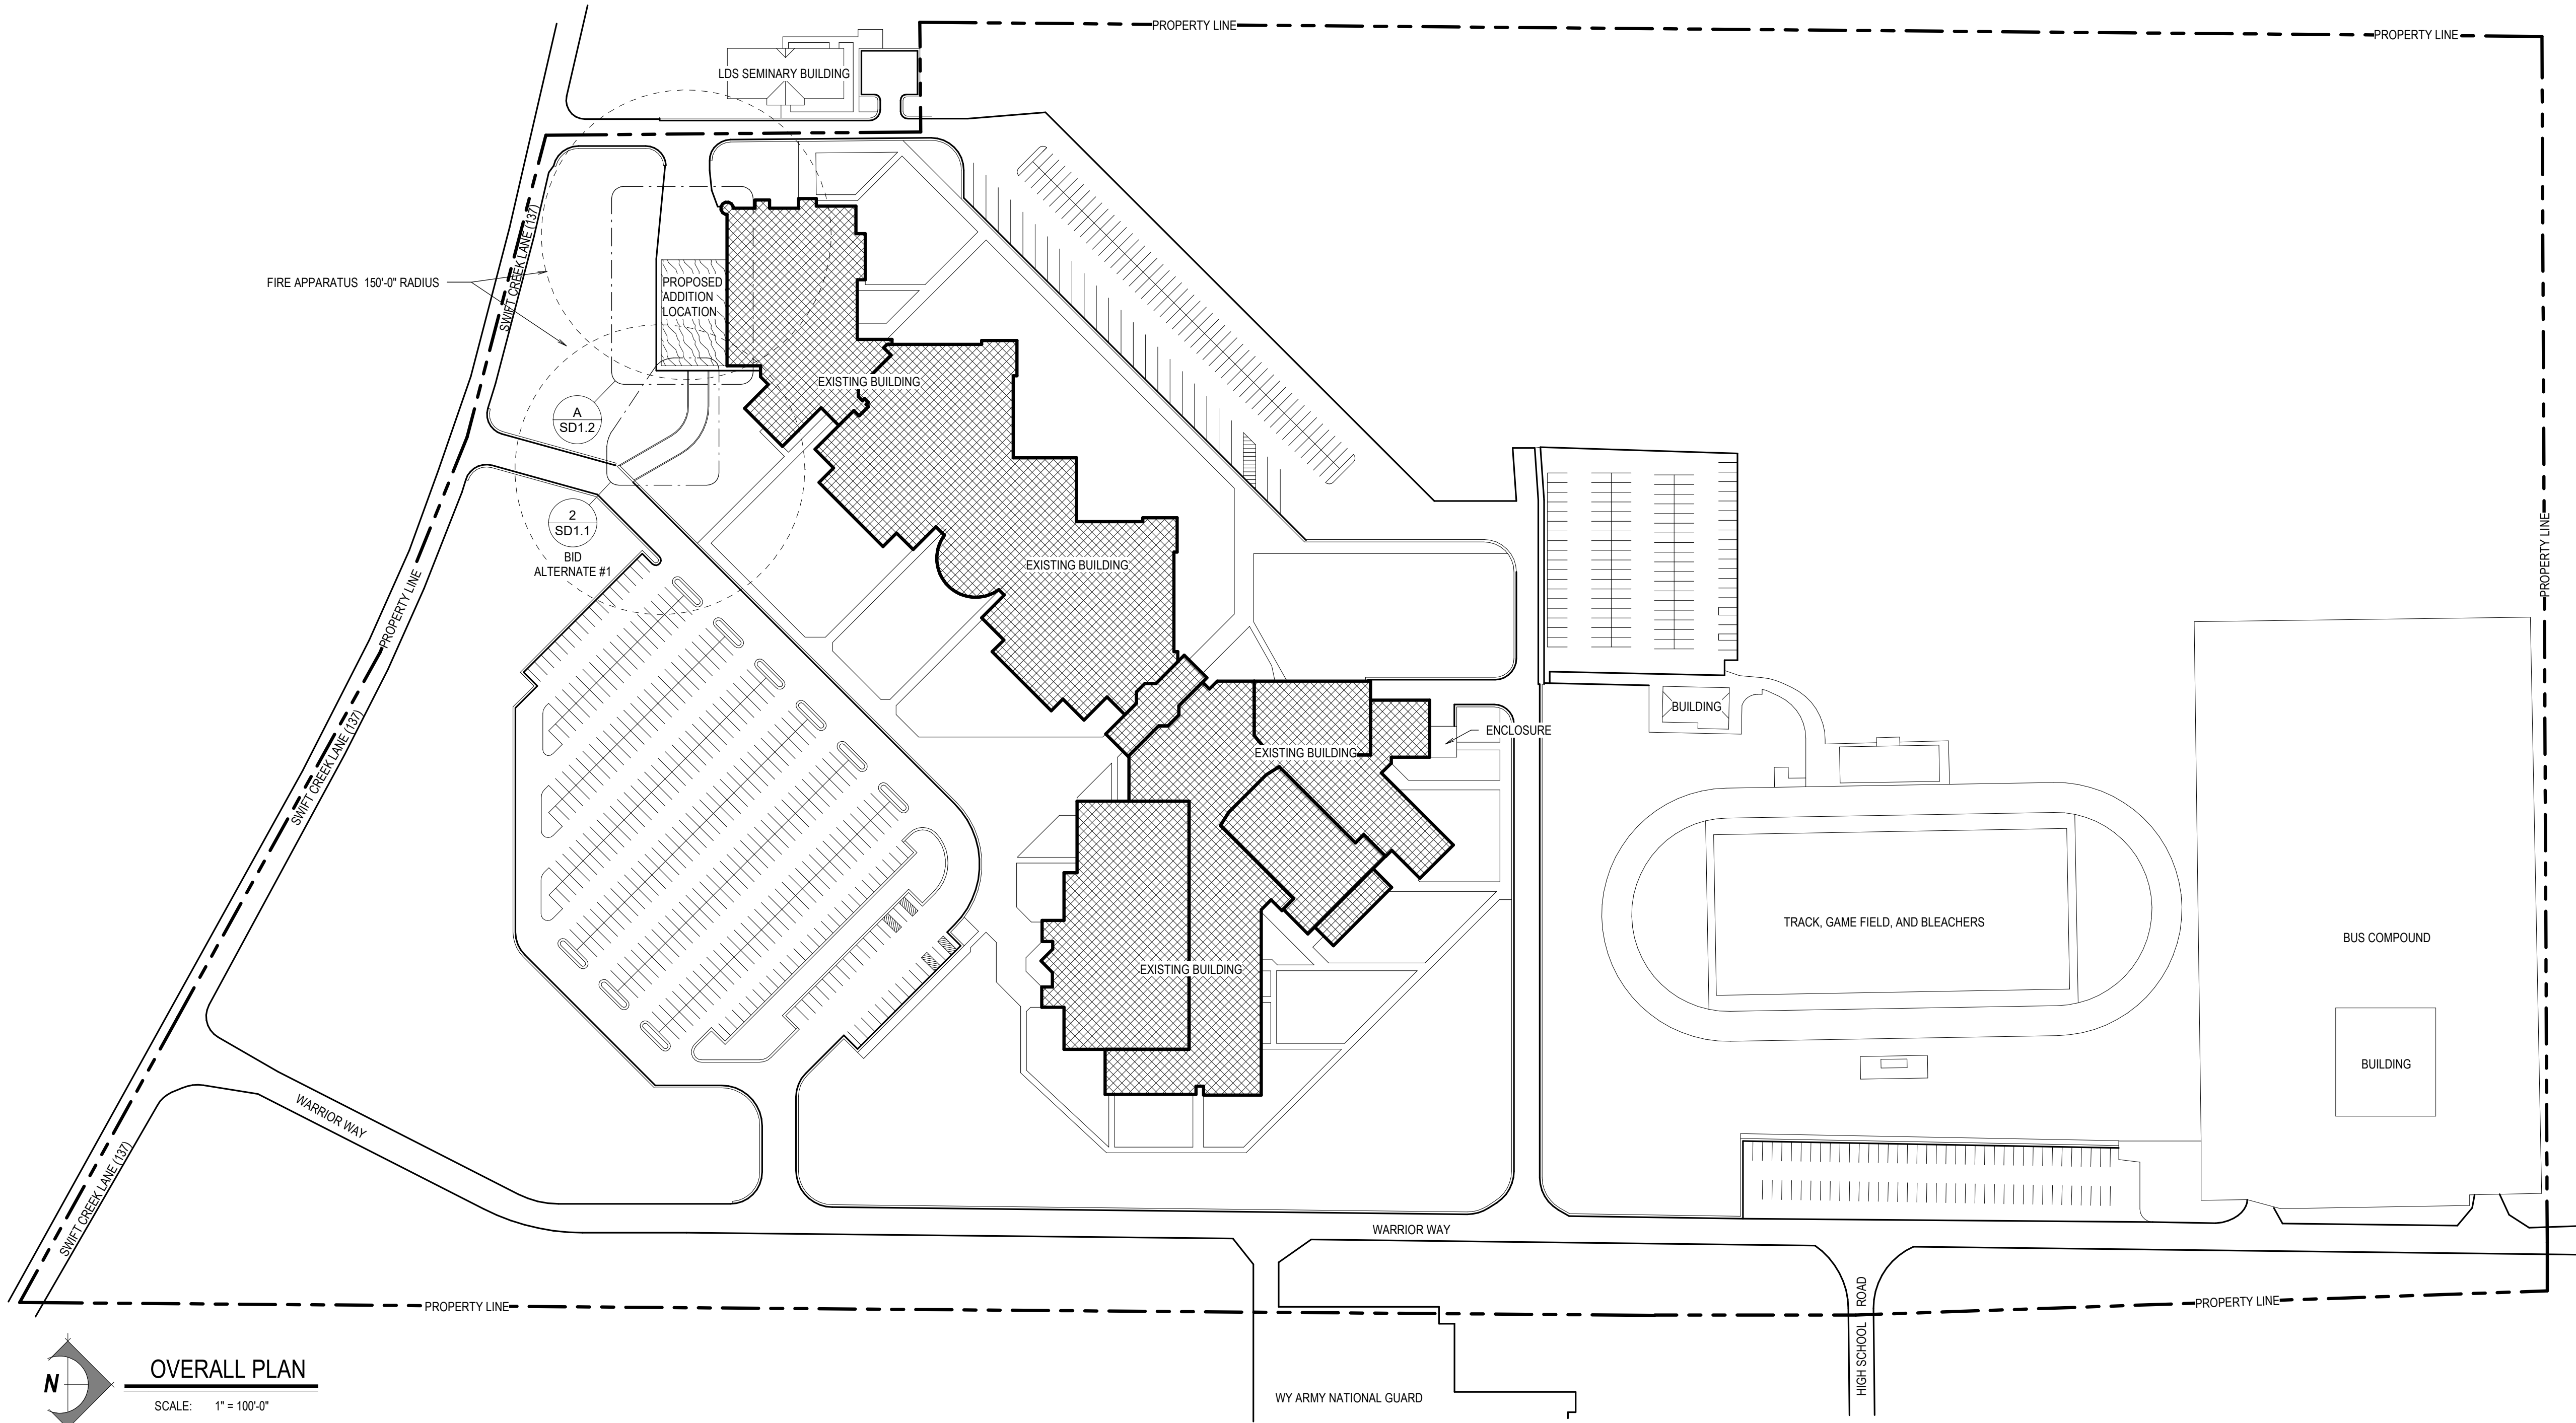 PROPERTY LINE
PROPERTY LINE
LDS SEMINARY BUILDING
SWIFT CREEK LANE (137)
FIRE APPARATUS 150'-0" RADIUS
PROPOSED
ADDITION
LOCATION
EXISTING BUILDING
A
SD1.2
2
SD1.1
BID
ALTERNATE #1
EXISTING BUILDING
PROPERTY LINE
PROPERTY LINE
SWIFT CREEK LANE (137)
BUILDING
ENCLOSURE
EXISTING BUILDING
TRACK, GAME FIELD, AND BLEACHERS
BUS COMPOUND
EXISTING BUILDING
BUILDING
WARRIOR WAY
SWIFT CREEK LANE (137)
WARRIOR WAY
PROPERTY LINE
PROPERTY LINE
HIGH SCHOOL ROAD
N
OVERALL PLAN
SCALE: 1" = 100'-0"
WY ARMY NATIONAL GUARD